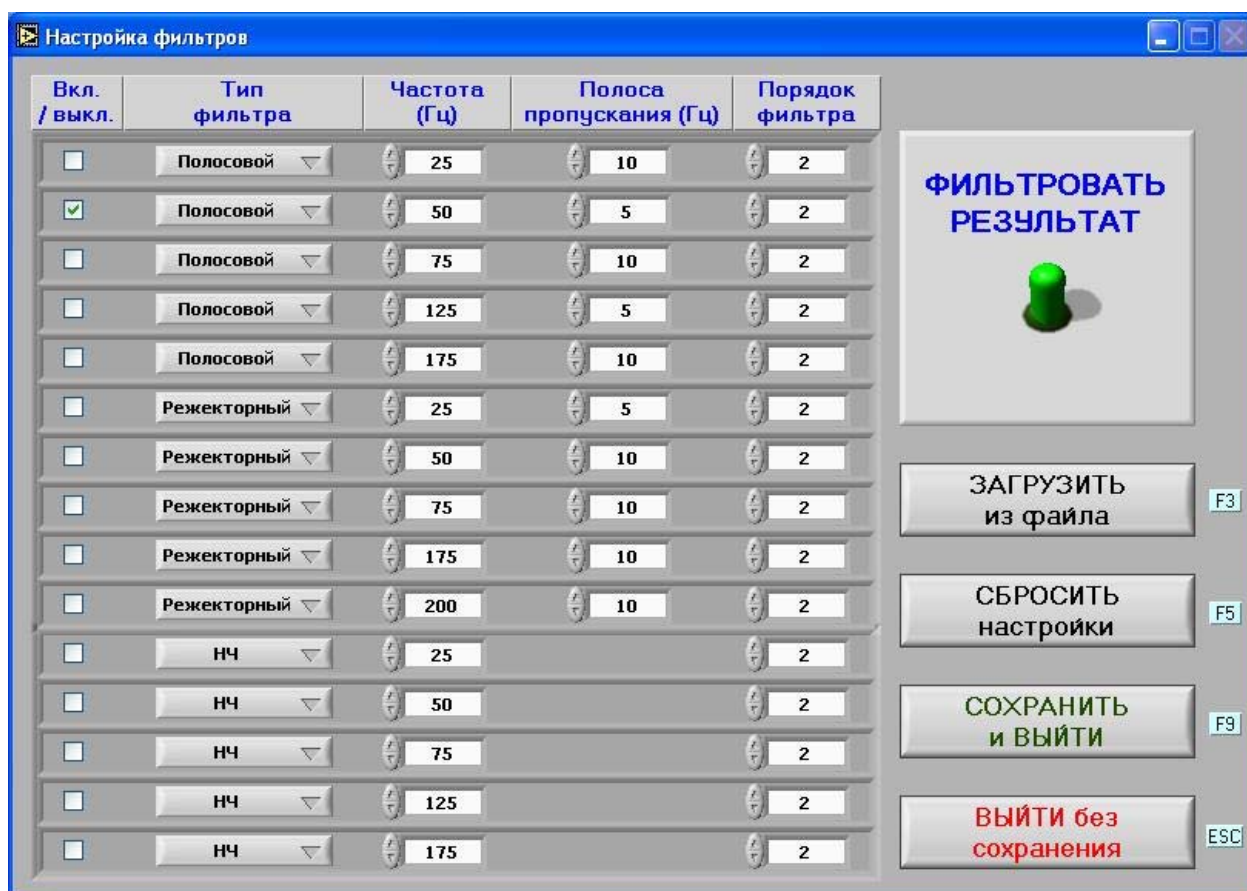 Настройка фильтров
Вкл. / выкл.
Тип фильтра
Частота (Гц)
Полоса пропускания (Гц)
Порядок фильтра
Полосовой 25 10 2
Полосовой 50 5 2
Полосовой 75 10 2
Полосовой 125 5 2
Полосовой 175 10 2
Режекторный 25 5 2
Режекторный 50 10 2
Режекторный 75 10 2
Режекторный 175 10 2
Режекторный 200 10 2
НЧ 25 2
НЧ 50 2
НЧ 75 2
НЧ 125 2
НЧ 175 2
ФИЛЬТРОВАТЬ
РЕЗУЛЬТАТ
ЗАГРУЗИТЬ
из файла
F3
СБРОСИТЬ
настройки
F5
СОХРАНИТЬ
и ВЫЙТИ
F9
ВЫЙТИ без
сохранения
ESC